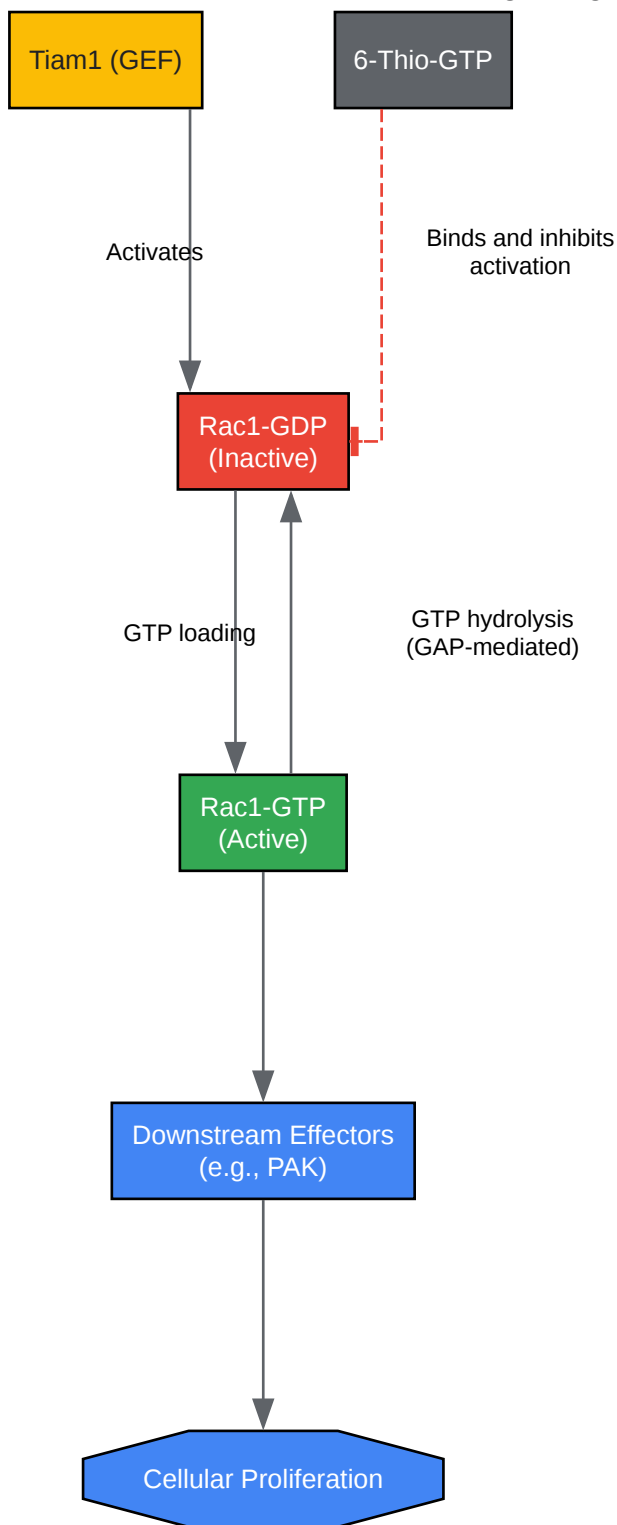 Tiam1 (GEF)
6-Thio-GTP
Activates
Binds and inhibits
activation
Rac1-GDP
(Inactive)
GTP loading
GTP hydrolysis
(GAP-mediated)
Rac1-GTP
(Active)
Downstream Effectors
(e.g., PAK)
Cellular Proliferation